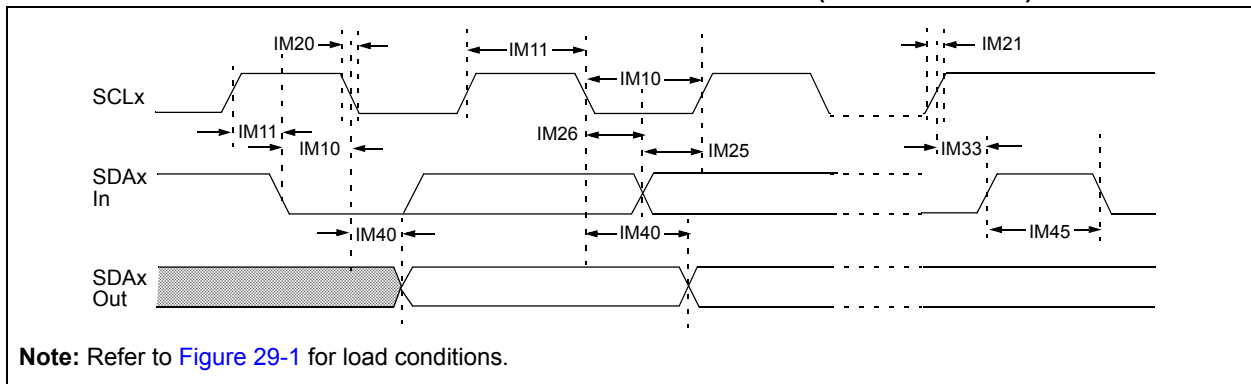 IM20
IM11
IM21
IM10
SCLx
IM11
IM26
IM10
IM25
IM33
SDAx
In
IM40
IM40
IM45
SDAx
Out
Note: Refer to Figure 29-1 for load conditions.